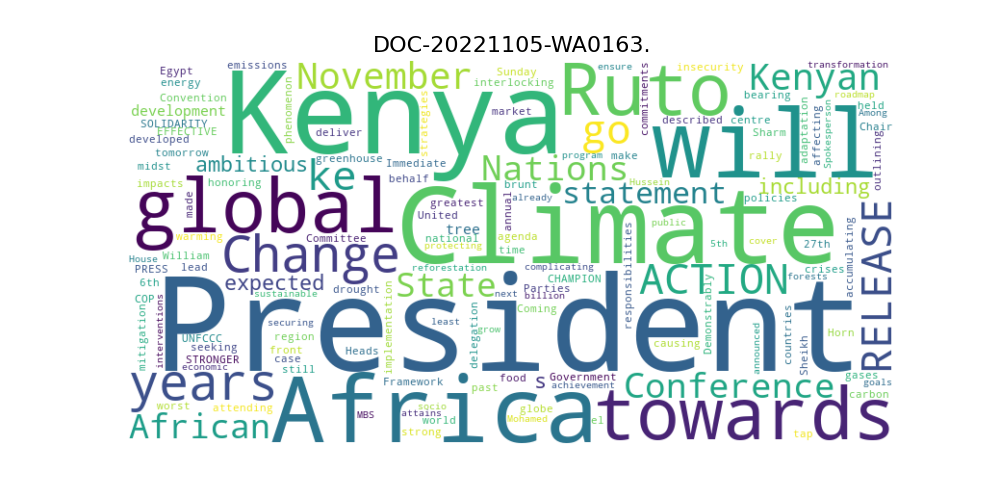 DOC-20221105-WA0163.
Egypt emissions November Ruto ensure insecurity Kenyan transformation
energy Kenya interlocking Sunday commitments roadmap
Convention phenomenon strategies market go will bearing held
development described centre adaptation affecting Spokesperson Among
SOLIDARITY EFFECTIVE deliver Sharm Chair
developed greenhouse Immediate Nations program make rally outlining
tomorrow ambitious ke
midst behalf brunt Hussein including
impacts honoring global greatest already statement policies
made United annual Climate public
warming Change Committee tree national agenda time 5th cover 27th
William protecting responsibilities
House PRESS lead expected reforestation complicating ACTION crises accumulating RELEASE
6th drought State CHAMPION forests
COP sustainable President next Parties billion Coming
mitigation interventions UNFCCC securing implementation least delegation grow causing Demonstrably announced countries Sheikh Horn
seeking region front
STRONGER case Heads
economic still Framework food s Government gases
years Africa past achievement Conference goals carbon
worst attending MBS attains socio globe Mohamed el towards
African world strong tap